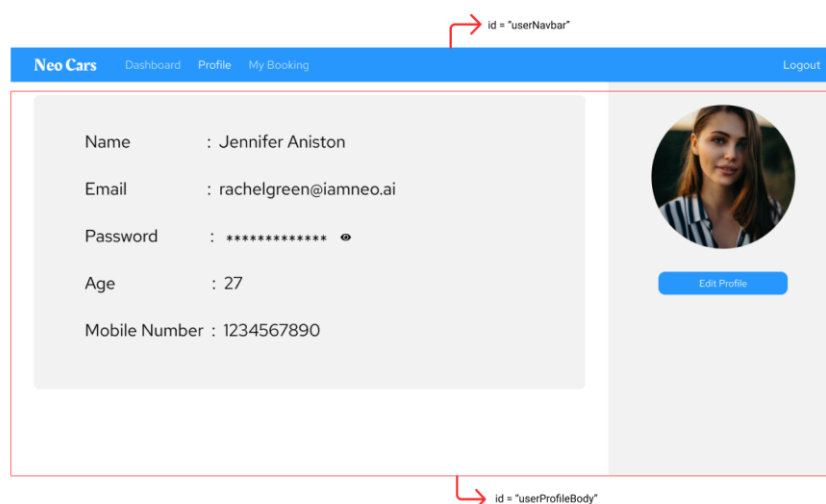 id = "userNavbar"
Neo Cars Dashboard Profile My Booking Logout
Name : Jennifer Aniston
Email : rachelgreen@iamneo.ai
Password : *************
Age : 27
Edit Profile
Mobile Number : 1234567890
id = "userProfileBody"